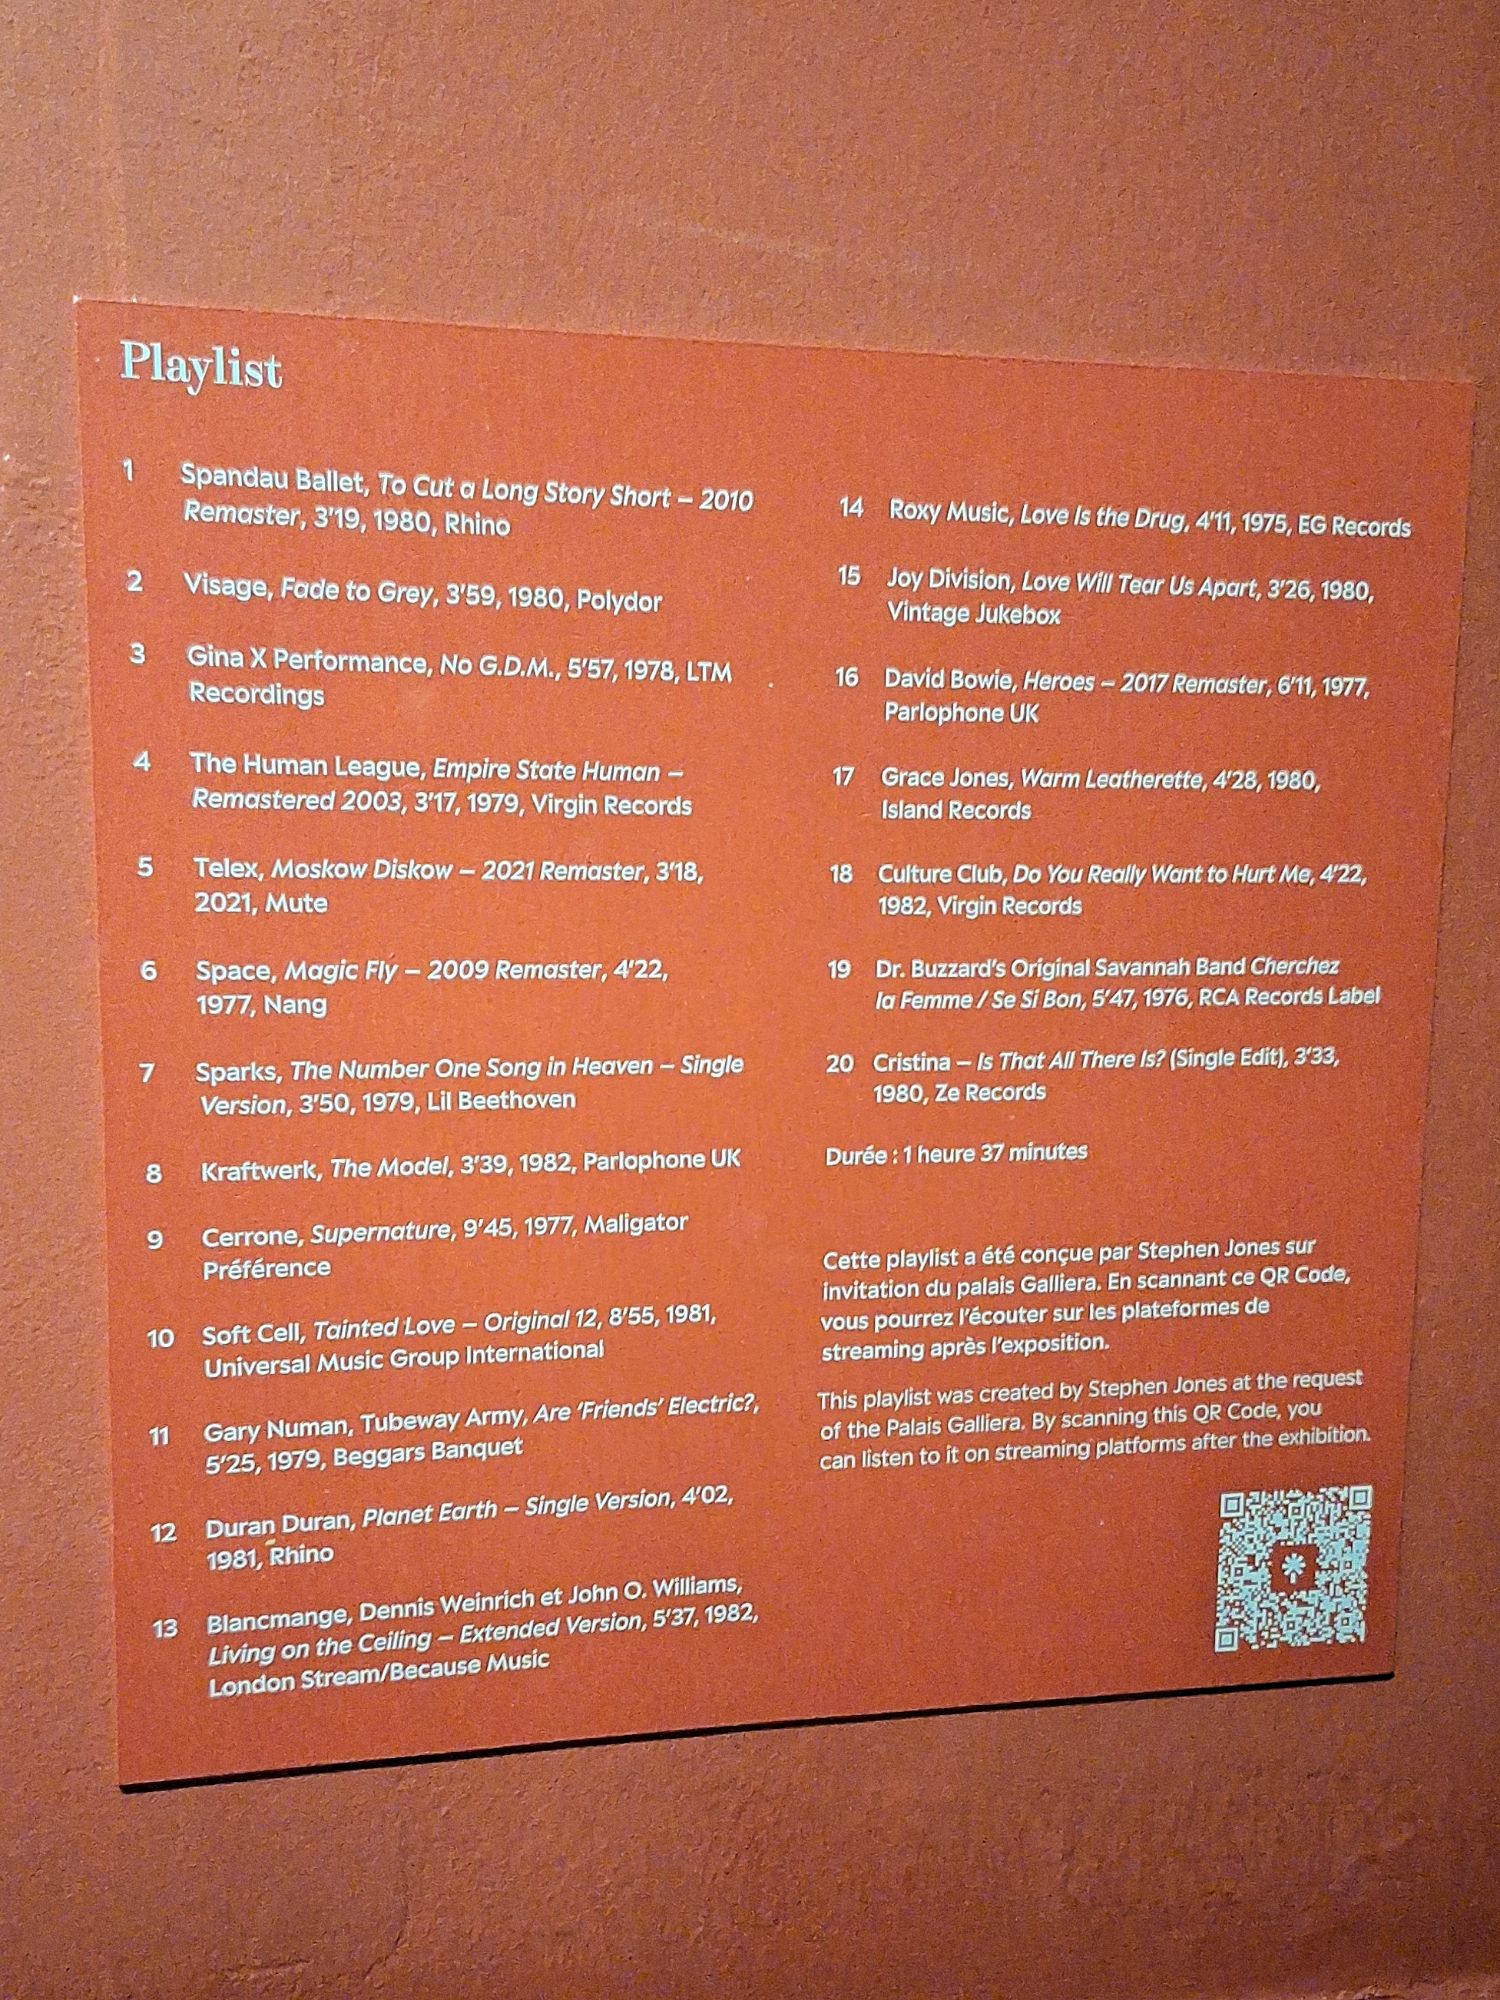 Playlist
1 Spandau Ballet, To Cut a Long Story Short – 2010
Remaster, 3'19, 1980, Rhino
2 Visage, Fade to Grey, 3'59, 1980, Polydor
3 Gina X Performance, No G.D.M., 5'57, 1978, LTM
Recordings
4 The Human League, Empire State Human –
Remastered 2003, 3'17, 1979, Virgin Records
5 Telex, Moskow Diskow – 2021 Remaster, 3'18,
2021, Mute
6 Space, Magic Fly – 2009 Remaster, 4'22,
1977, Nang
7 Sparks, The Number One Song in Heaven – Single
Version, 3'50, 1979, Lil Beethoven
8 Kraftwerk, The Model, 3'39, 1982, Parlophone UK
9 Cerrone, Supernature, 9'45, 1977, Maligator
Préférence
10 Soft Cell, Tainted Love – Original 12, 8'55, 1981,
Universal Music Group International
11 Gary Numan, Tubeway Army, Are 'Friends' Electric?,
5'25, 1979, Beggars Banquet
12 Duran Duran, Planet Earth – Single Version, 4'02,
1981, Rhino
13 Blancmange, Dennis Weinrich et John O. Williams,
Living on the Ceiling – Extended Version, 5'37, 1982,
London Stream/Because Music
14 Roxy Music, Love Is the Drug, 4'11, 1975, EG Records
15 Joy Division, Love Will Tear Us Apart, 3'26, 1980,
Vintage Jukebox
16 David Bowie, Heroes – 2017 Remaster, 6'11, 1977,
Parlophone UK
17 Grace Jones, Warm Leatherette, 4'28, 1980,
Island Records
18 Culture Club, Do You Really Want to Hurt Me, 4'22,
1982, Virgin Records
19 Dr. Buzzard's Original Savannah Band Cherchez
la Femme / Se Si Bon, 5'47, 1976, RCA Records Label
20 Cristina – Is That All There Is? (Single Edit), 3'33,
1980, Ze Records
Durée : 1 heure 37 minutes
Cette playlist a été conçue par Stephen Jones sur
invitation du palais Galliera. En scannant ce QR Code,
vous pourrez l'écouter sur les plateformes de
streaming après l'exposition.
This playlist was created by Stephen Jones at the request
of the Palais Galliera. By scanning this QR Code, you
can listen to it on streaming platforms after the exhibition.